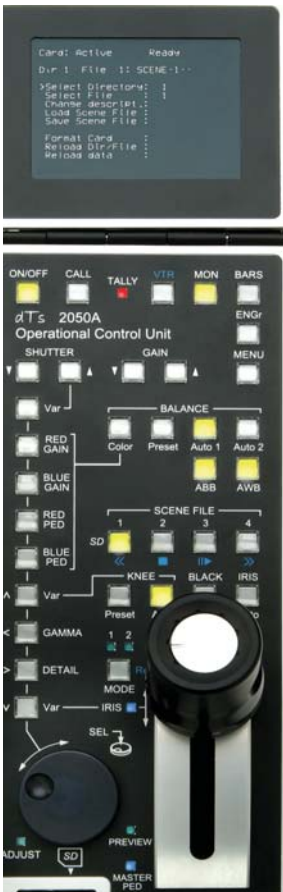 Card: Active Ready
Dir 1 File 1: SCENE-1--
>Select Directory: 1
Select File : 1
Change descript.:
Load Scene File :
Save Scene File :
Format Card :
Reload Dir/File :
Reload data :
ON/OFF CALL TALLY VTR MON BARS
dTs 2050A
Operational Control Unit
ENGr
SHUTTER GAIN MENU
Var
BALANCE
RED GAIN
Color Preset Auto 1 Auto 2
BLUE GAIN
ABB AWB
RED PED
SCENE FILE
1 2 3 4
SD
BLUE PED
Var
KNEE BLACK IRIS
Preset
GAMMA
1 2
DETAIL
MODE
Var
IRIS
SEL
PREVIEW
ADJUST SD
MASTER PED